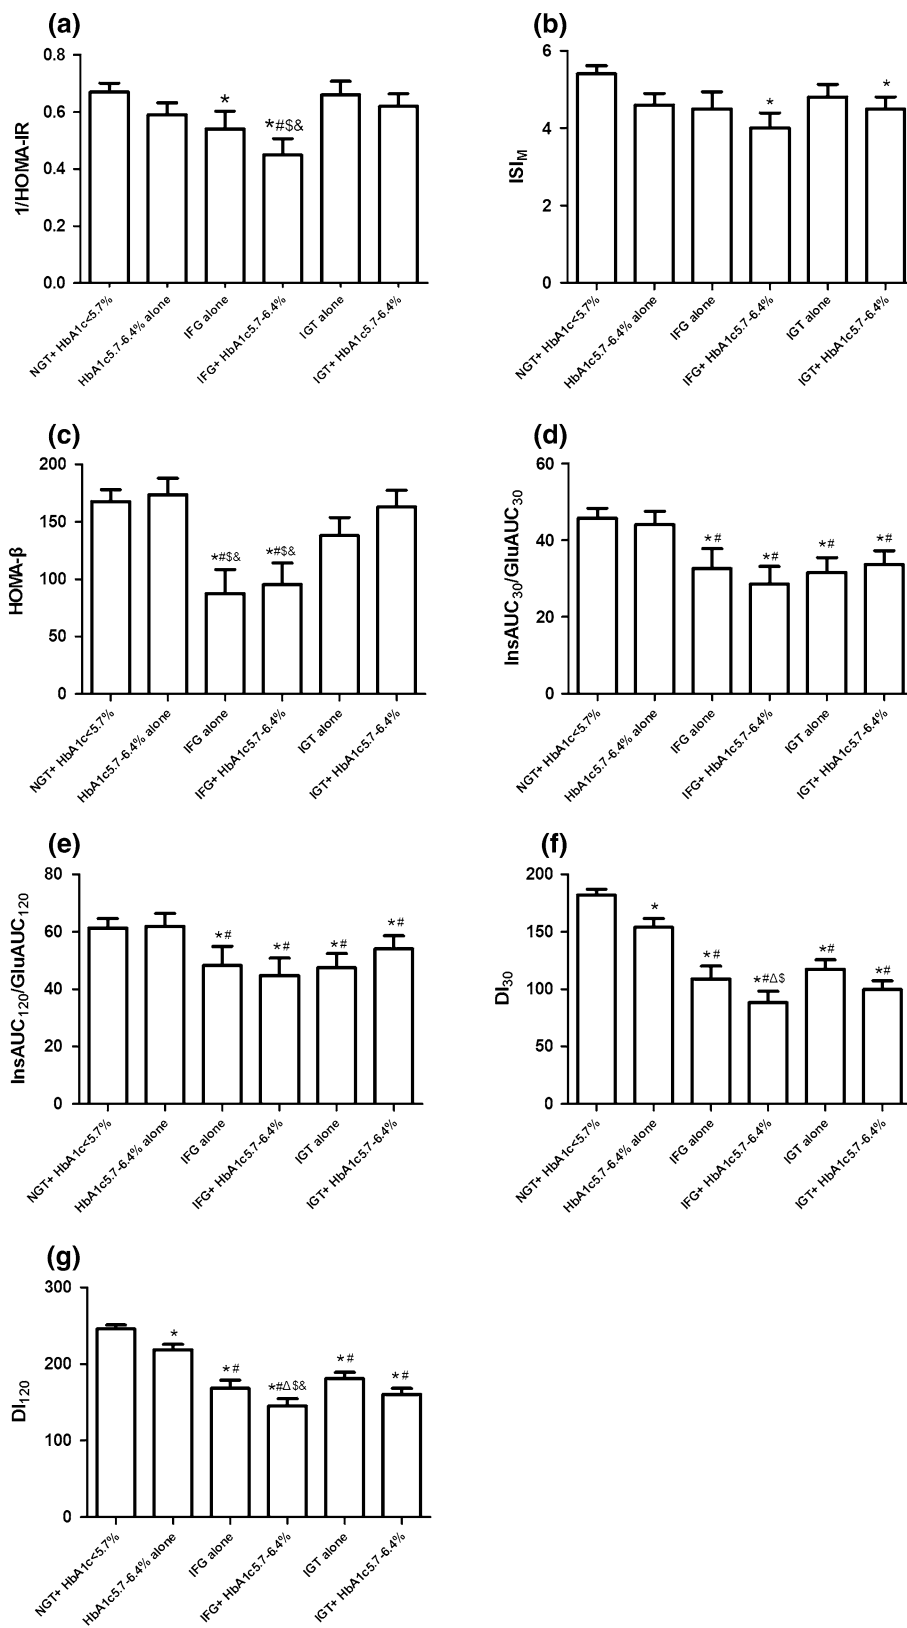 (a)
0.8
0.6
0.4
0.2
0.0
1/HOMA-IR
*
*#$&
NGT+ HbA1c<5.7%
HbA1c5.7-6.4% alone
IFG alone
IFG+ HbA1c5.7-6.4%
IGT alone
IGT+ HbA1c5.7-6.4%
(b)
6
4
2
0
ISIM
*
*
NGT+ HbA1c<5.7%
HbA1c5.7-6.4% alone
IFG alone
IFG+ HbA1c5.7-6.4%
IGT alone
IGT+ HbA1c5.7-6.4%
(c)
200
150
100
50
0
HOMA-β
*#$&
*#$&
NGT+ HbA1c<5.7%
HbA1c5.7-6.4% alone
IFG alone
IFG+ HbA1c5.7-6.4%
IGT alone
IGT+ HbA1c5.7-6.4%
(d)
60
40
20
0
InsAUC30/GluAUC30
*#
*#
*#
*#
NGT+ HbA1c<5.7%
HbA1c5.7-6.4% alone
IFG alone
IFG+ HbA1c5.7-6.4%
IGT alone
IGT+ HbA1c5.7-6.4%
(e)
80
60
40
20
0
InsAUC120/GluAUC120
*#
*#
*#
*#
NGT+ HbA1c<5.7%
HbA1c5.7-6.4% alone
IFG alone
IFG+ HbA1c5.7-6.4%
IGT alone
IGT+ HbA1c5.7-6.4%
(f)
200
150
100
50
0
DI30
*
*#
*#Δ$
*#
*#
NGT+ HbA1c<5.7%
HbA1c5.7-6.4% alone
IFG alone
IFG+ HbA1c5.7-6.4%
IGT alone
IGT+ HbA1c5.7-6.4%
(g)
300
200
100
0
DI120
*
*#
*#Δ$&
*#
*#
NGT+ HbA1c<5.7%
HbA1c5.7-6.4% alone
IFG alone
IFG+ HbA1c5.7-6.4%
IGT alone
IGT+ HbA1c5.7-6.4%